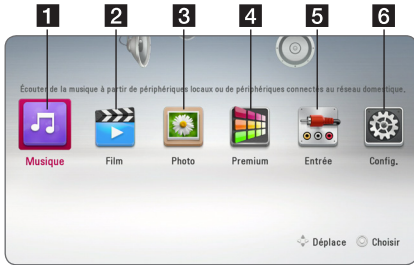 1 2 3 4 5 6
Écouter de la musique à partir de périphériques locaux ou de périphériques connectés au réseau domestique.
Musique Film Photo Premium Entrée Config.
Déplace Choisir